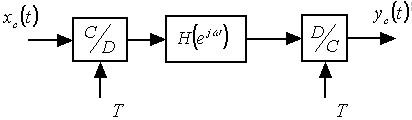 x_c(t) C/D H(e^{jω}) D/C y_c(t)
T T